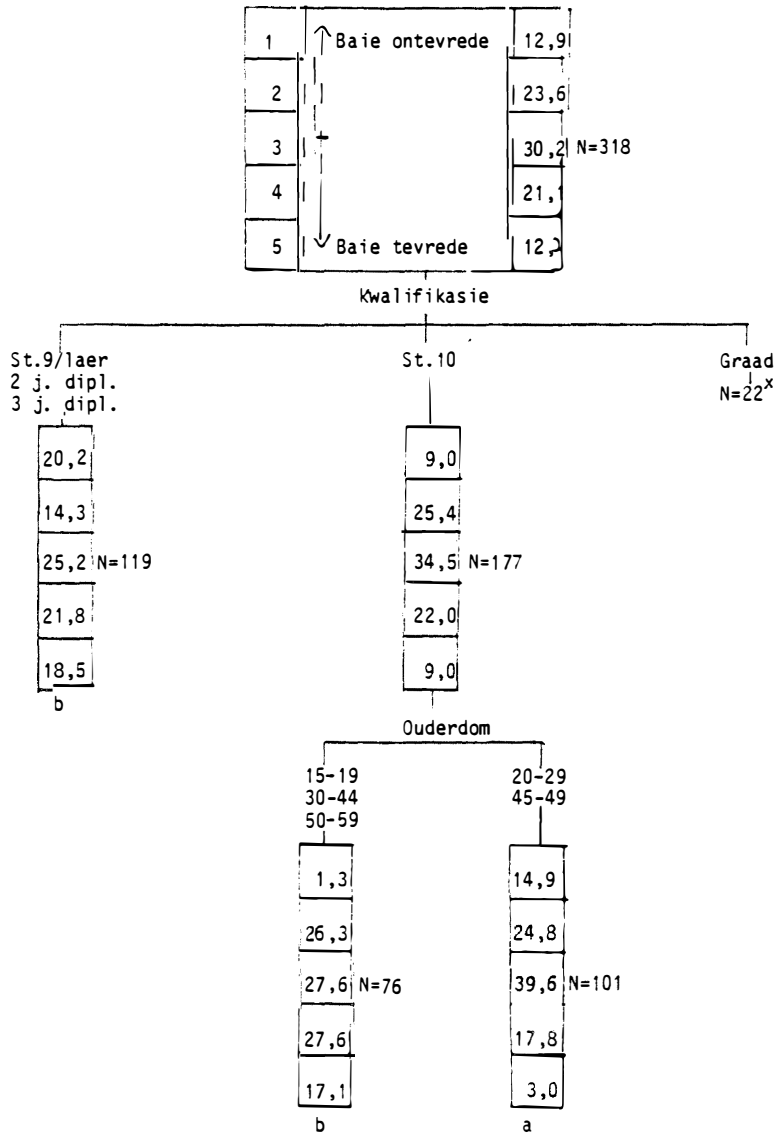 1 Baie ontevrede 12,9
2 23,6
3 30,2 N=318
4 21,1
5 Baie tevrede 12,2
Kwalifikasie
St.9/laer St.10 Graad
2 j. dipl. N=22x
3 j. dipl.
20,2 9,0
14,3 25,4
25,2 N=119 34,5 N=177
21,8 22,0
18,5 9,0
b
Ouderdom
15-19 20-29
30-44 45-49
50-59
1,3 14,9
26,3 24,8
27,6 N=76 39,6 N=101
27,6 17,8
17,1 3,0
b a